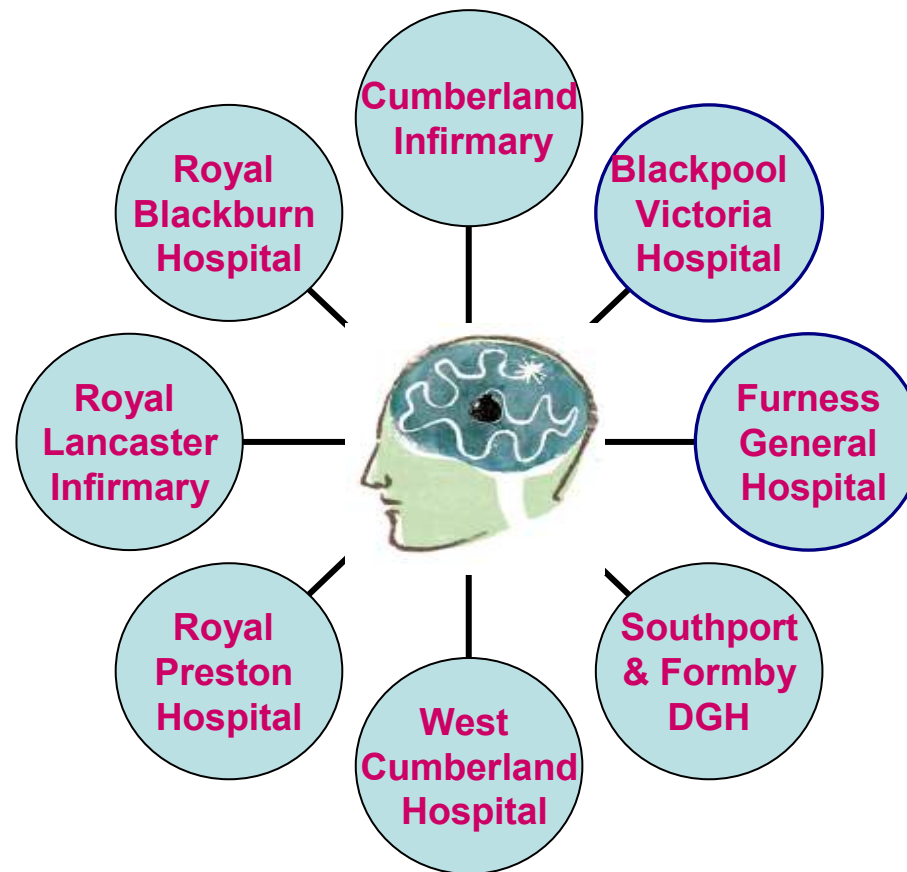 Cumberland
Infirmary
Blackpool
Victoria
Hospital
Furness
General
Hospital
Southport
& Formby
DGH
West
Cumberland
Hospital
Royal
Preston
Hospital
Royal
Lancaster
Infirmary
Royal
Blackburn
Hospital